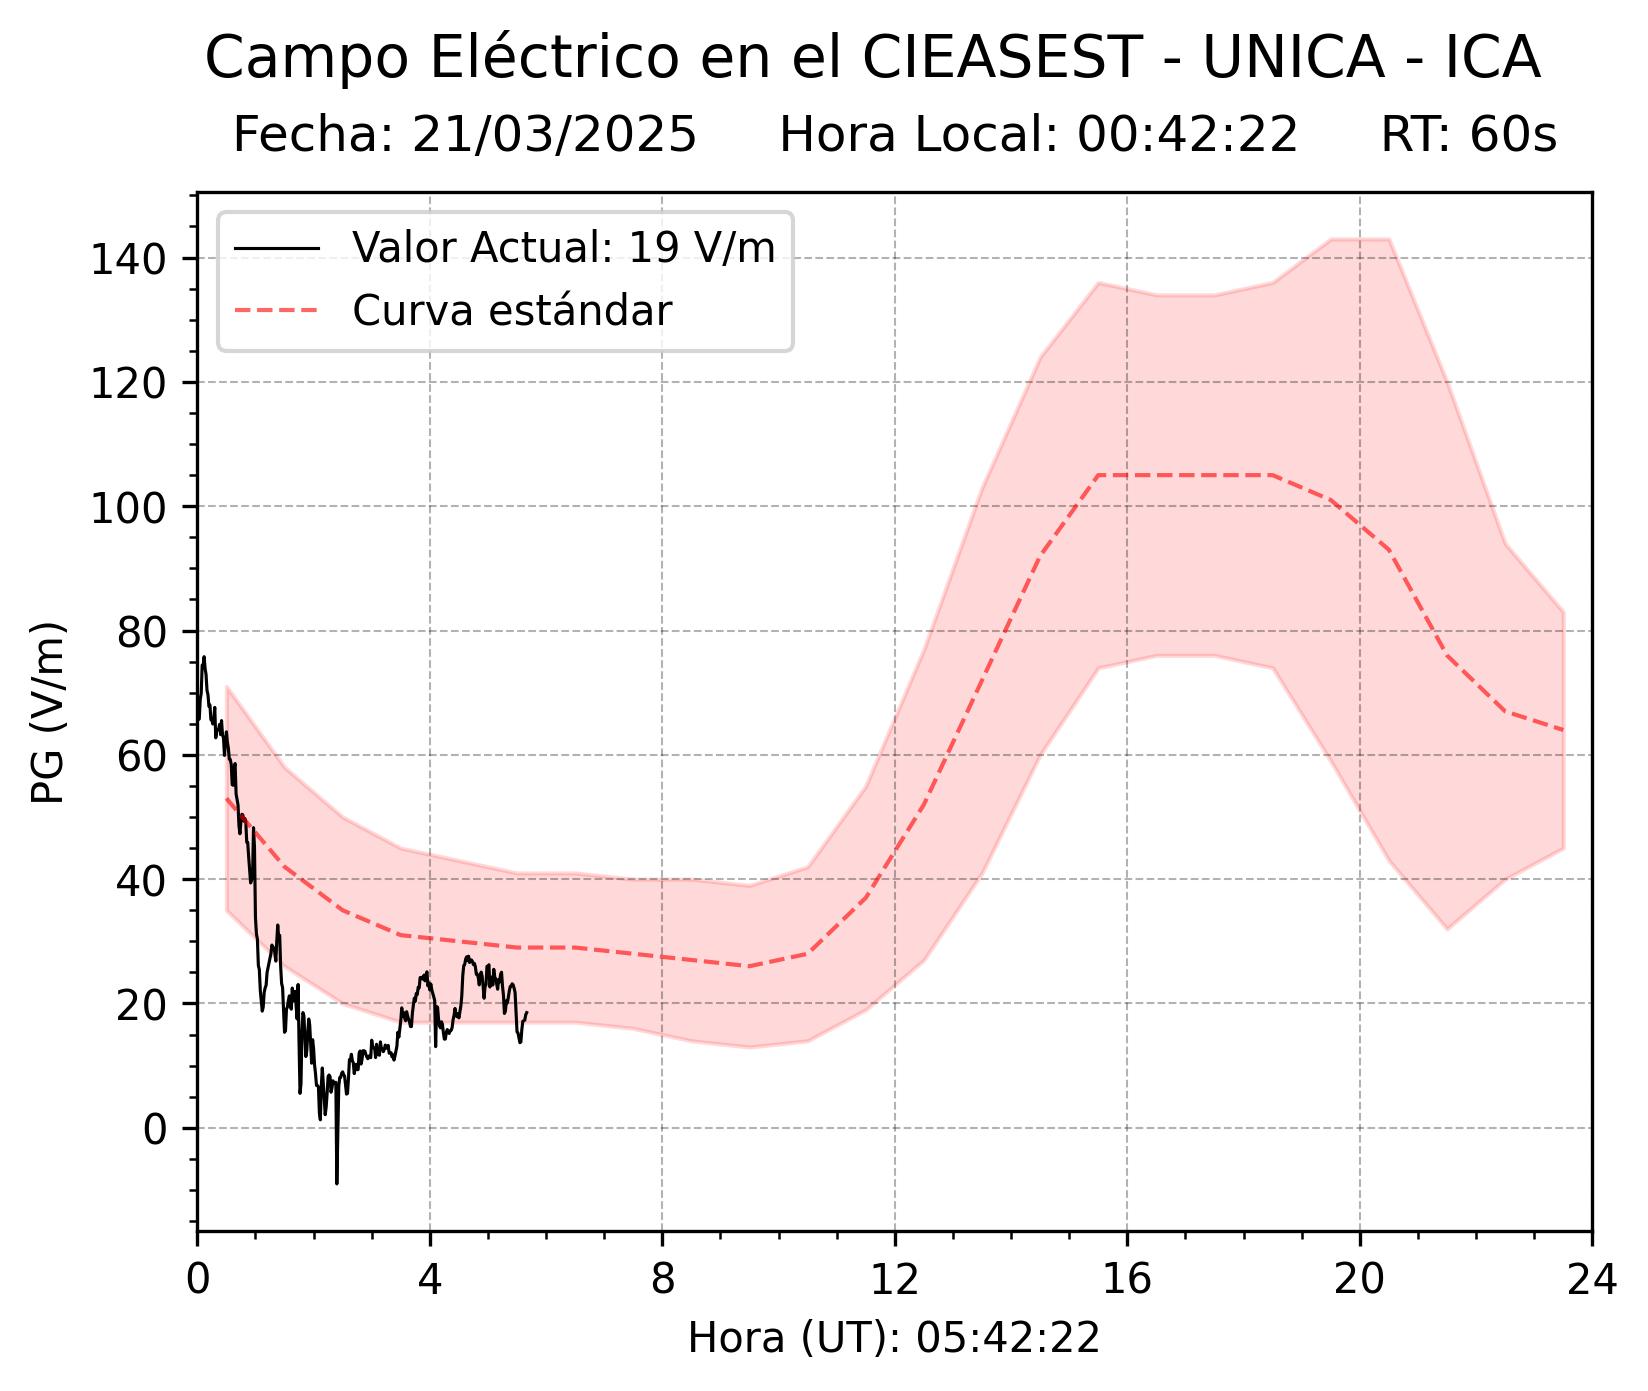 Campo Eléctrico en el CIEASEST - UNICA - ICA
Fecha: 21/03/2025 Hora Local: 00:42:22 RT: 60s
Valor Actual: 19 V/m
Curva estándar
140
120
100
80
60
40
20
0
PG (V/m)
0 4 8 12 16 20 24
Hora (UT): 05:42:22